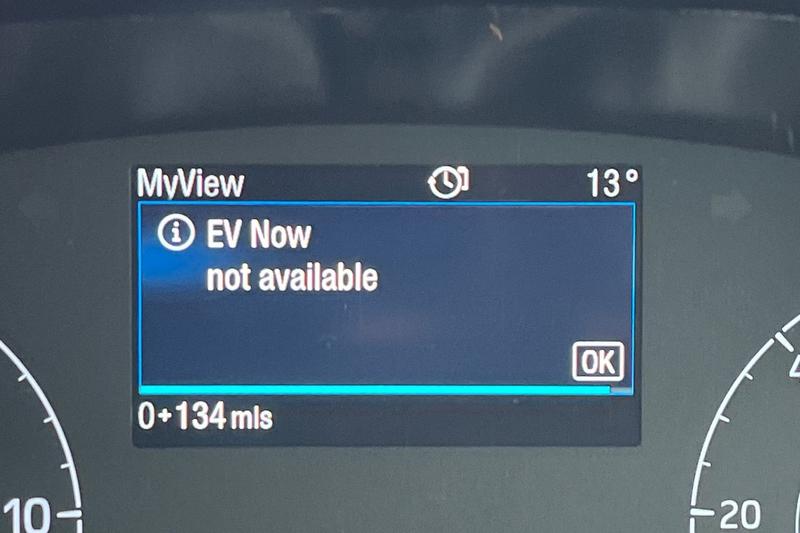 MyView 13°
EV Now
not available
OK
0+134 mls
10
20